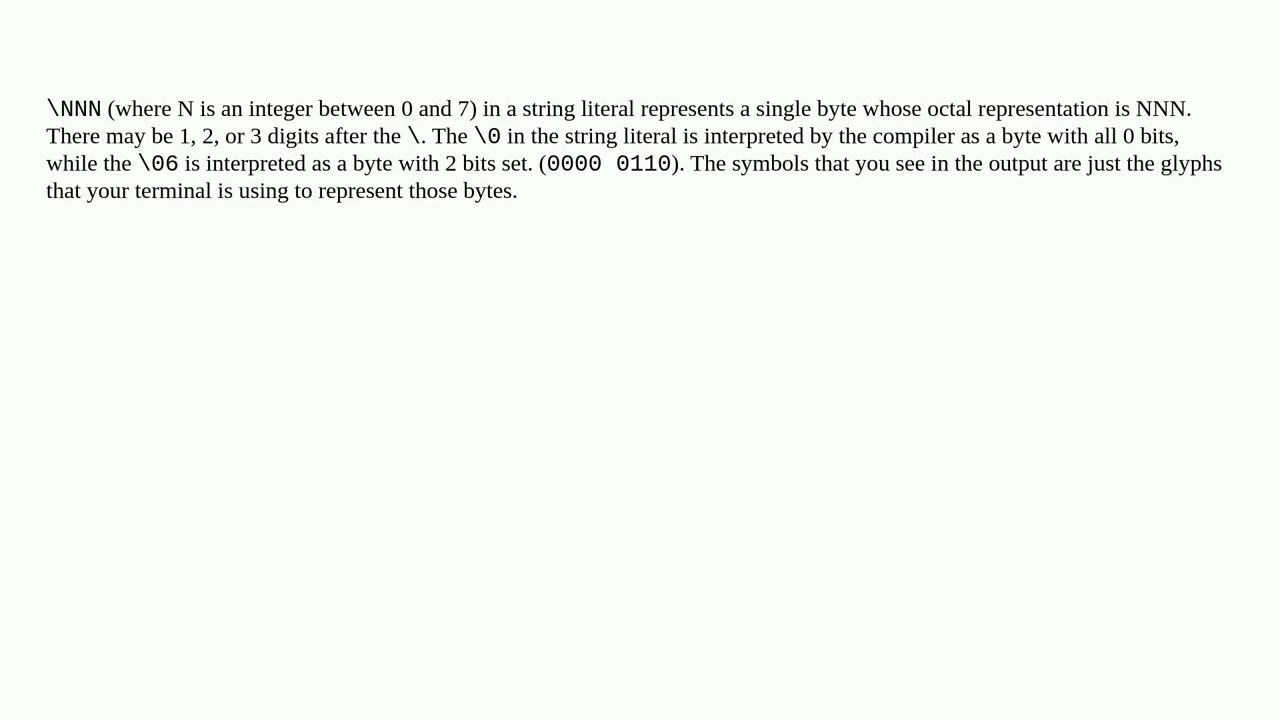 \NNN (where N is an integer between 0 and 7) in a string literal represents a single byte whose octal representation is NNN.
There may be 1, 2, or 3 digits after the \. The \0 in the string literal is interpreted by the compiler as a byte with all 0 bits,
while the \06 is interpreted as a byte with 2 bits set. (0000 0110). The symbols that you see in the output are just the glyphs
that your terminal is using to represent those bytes.